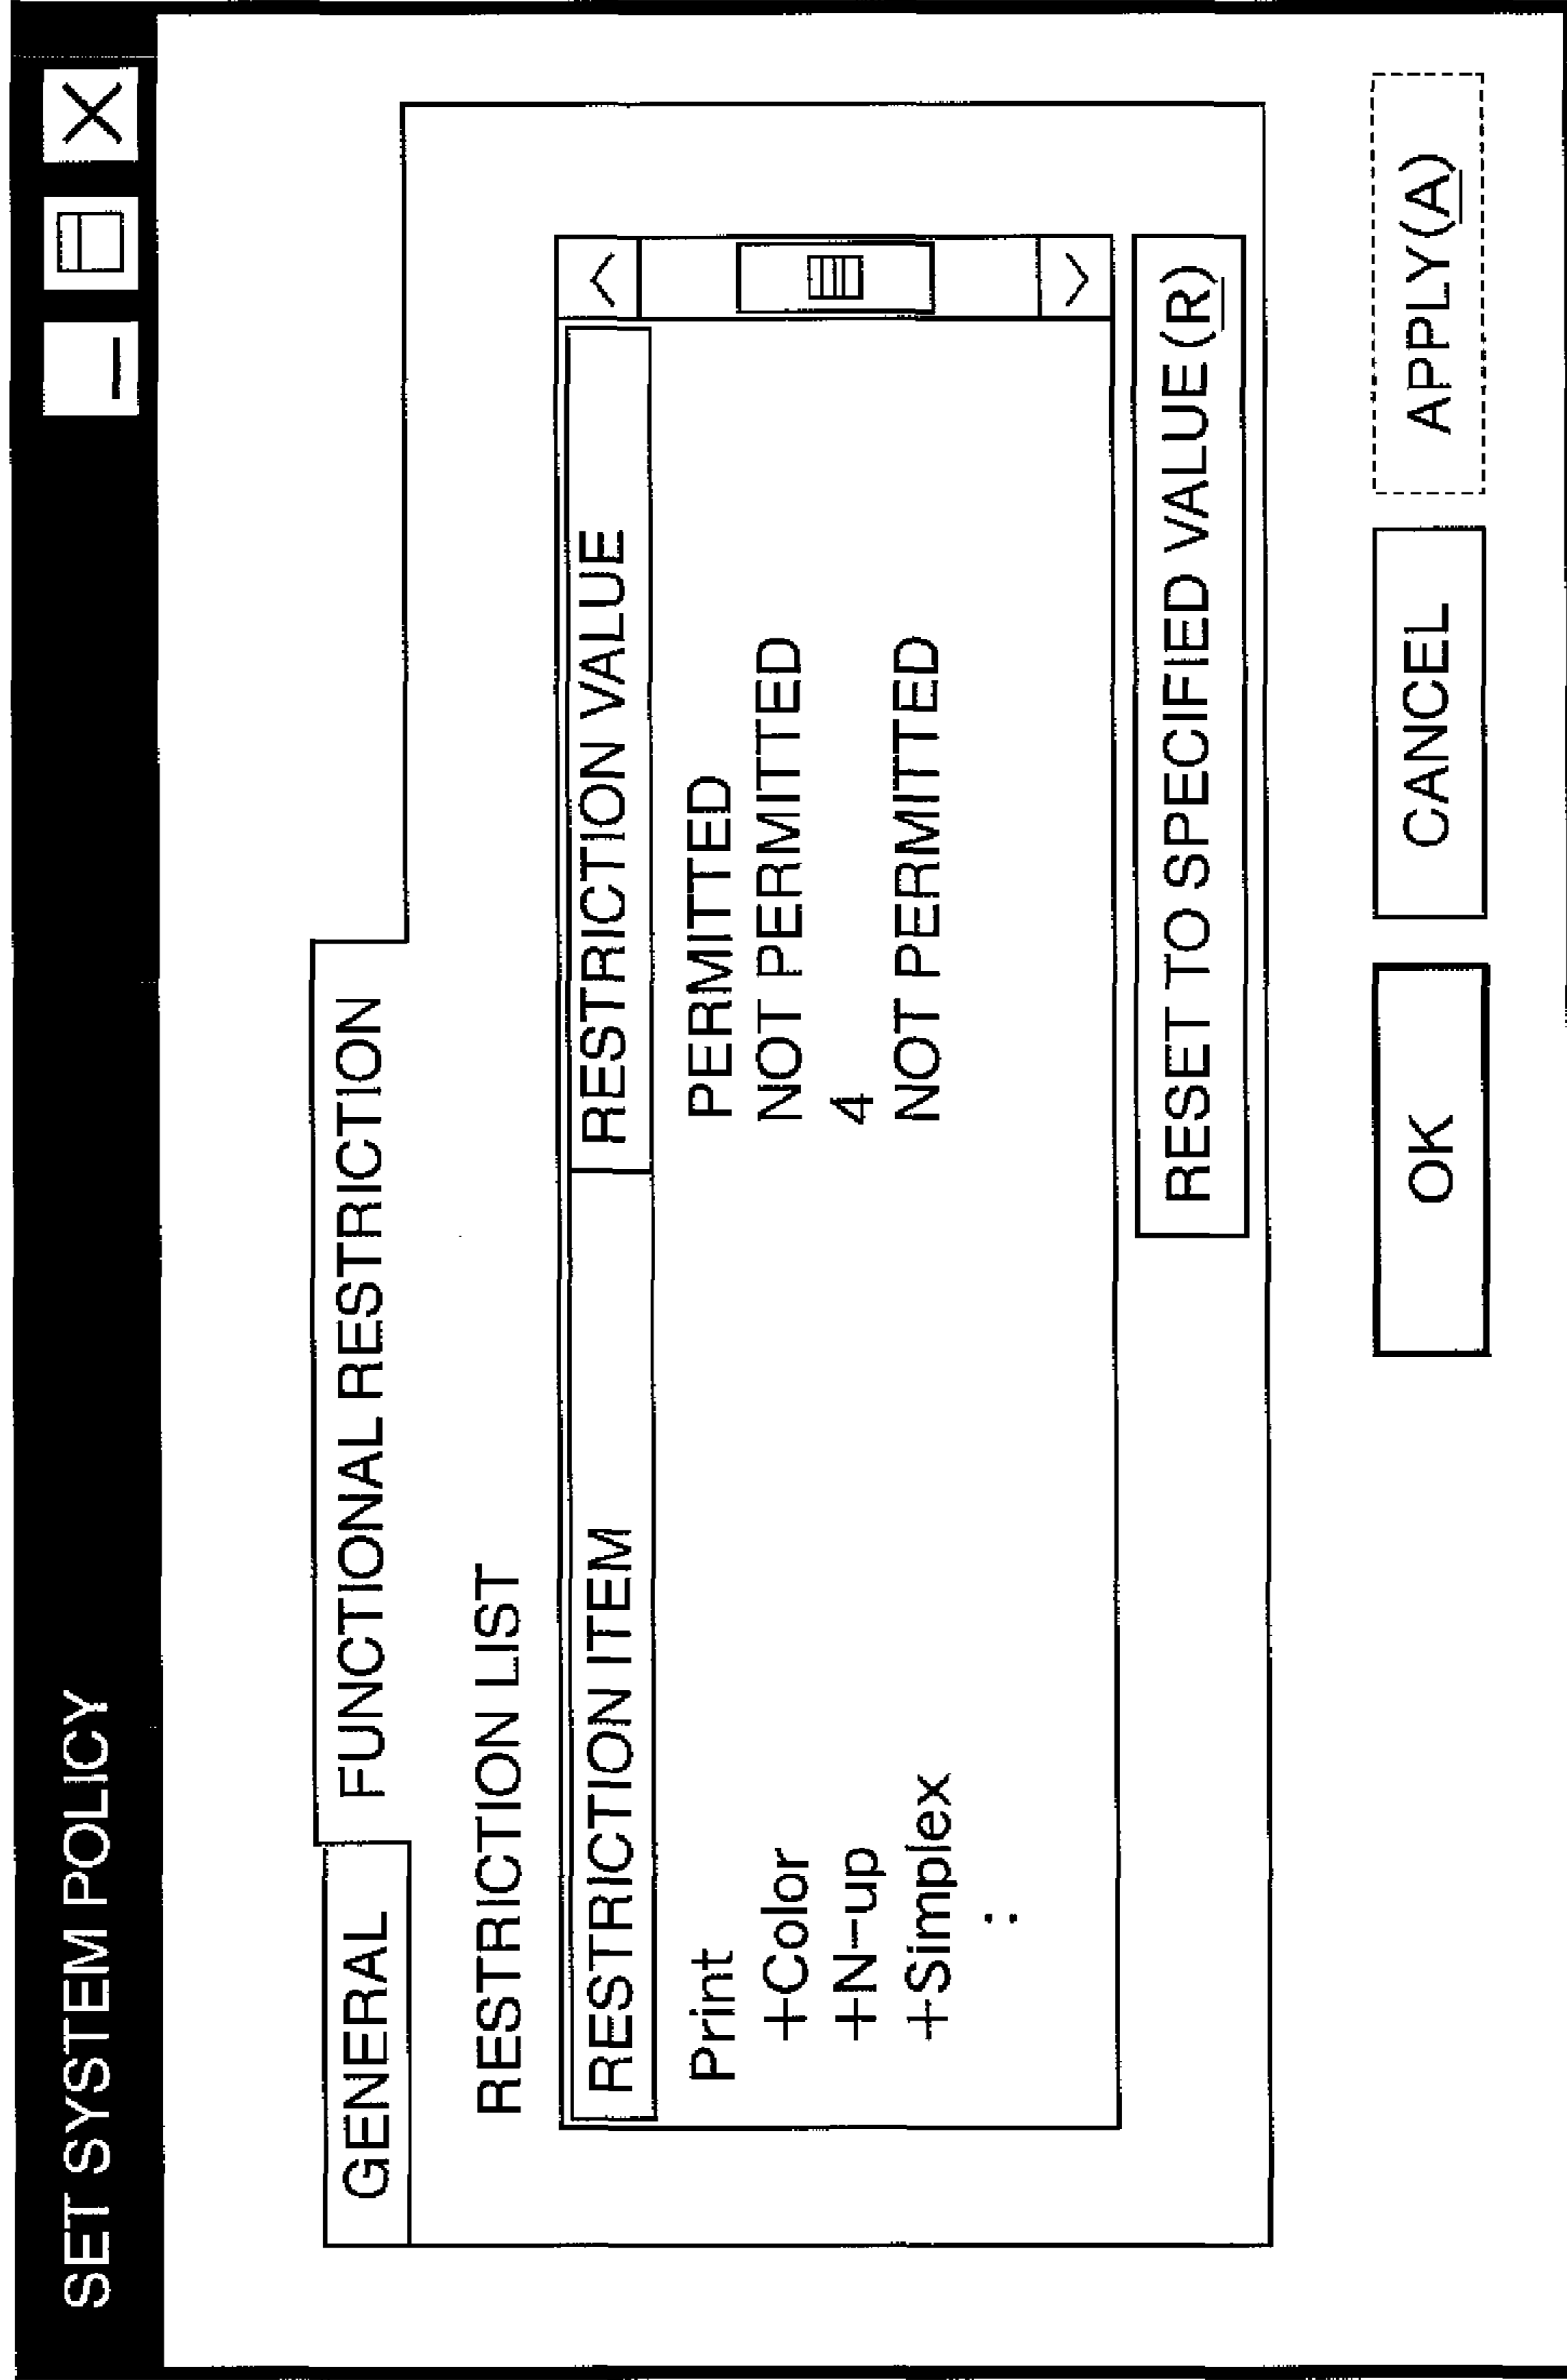 SET SYSTEM POLICY
GENERAL FUNCTIONAL RESTRICTION
RESTRICTION LIST
RESTRICTION ITEM RESTRICTION VALUE
Print PERMITTED
+Color NOT PERMITTED
+N-up 4
+Simplex NOT PERMITTED
:
RESET TO SPECIFIED VALUE (R)
OK CANCEL APPLY(A)